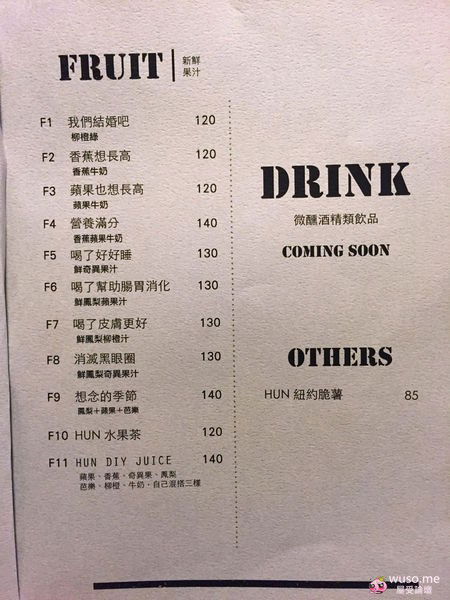 FRUIT 新鮮果汁
F1 我們結婚吧 120
柳橙綠
F2 香蕉想長高 120
香蕉牛奶
F3 蘋果也想長高 120
蘋果牛奶
F4 營養滿分 140
香蕉蘋果牛奶
F5 喝了好好睡 130
鮮奇異果汁
F6 喝了幫助腸胃消化 130
鮮鳳梨蘋果汁
F7 喝了皮膚更好 130
鮮鳳梨柳橙汁
F8 消滅黑眼圈 130
鮮鳳梨奇異果汁
F9 想念的季節 140
鳳梨+蘋果+芭樂
F10 HUN 水果茶 120
F11 HUN DIY JUICE 140
蘋果、香蕉、奇異果、鳳梨
芭樂、柳橙、牛奶,自己混搭三樣
DRINK
微醺酒精類飲品
COMING SOON
OTHERS
HUN 紐約脆薯 85
wuso.me
屋受論壇